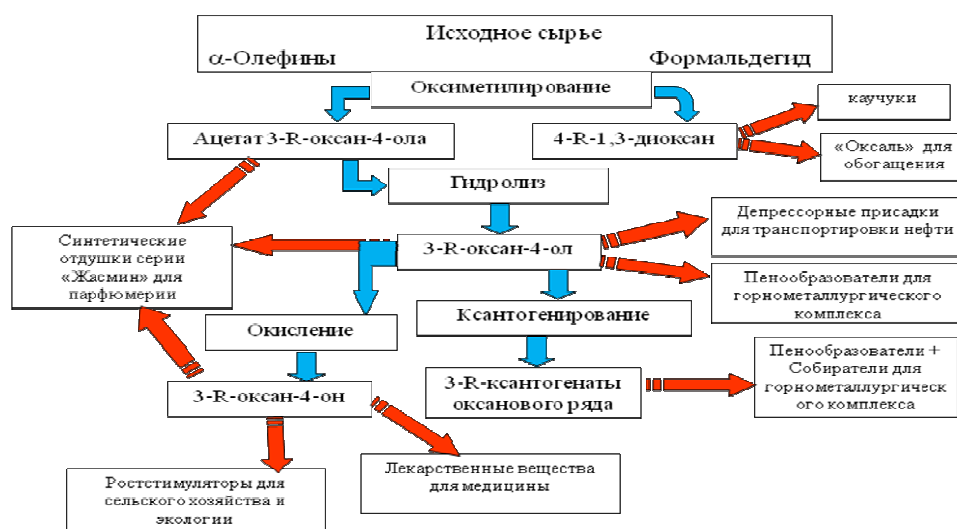 Исходное сырье
α-Олефины Формальдегид
Оксиметилирование
каучуки
Ацетат 3-R-оксан-4-ола
4-R-1,3-диоксан
«Оксаль» для
обогащения
Гидролиз
Депрессорные присадки
для транспортировки нефти
Синтетические
отдушки серии
«Жасмин» для
парфюмерии
3-R-оксан-4-ол
Пенообразователи для
горнометаллургического
комплекса
Окисление
Ксантогенирование
Пенообразователи +
Собиратели для
горнометаллургическ
ого комплекса
3-R-оксан-4-он
3-R-ксантогенаты
оксанового ряда
Лекарственные вещества
для медицины
Ростстимуляторы для
сельского хозяйства и
экологии